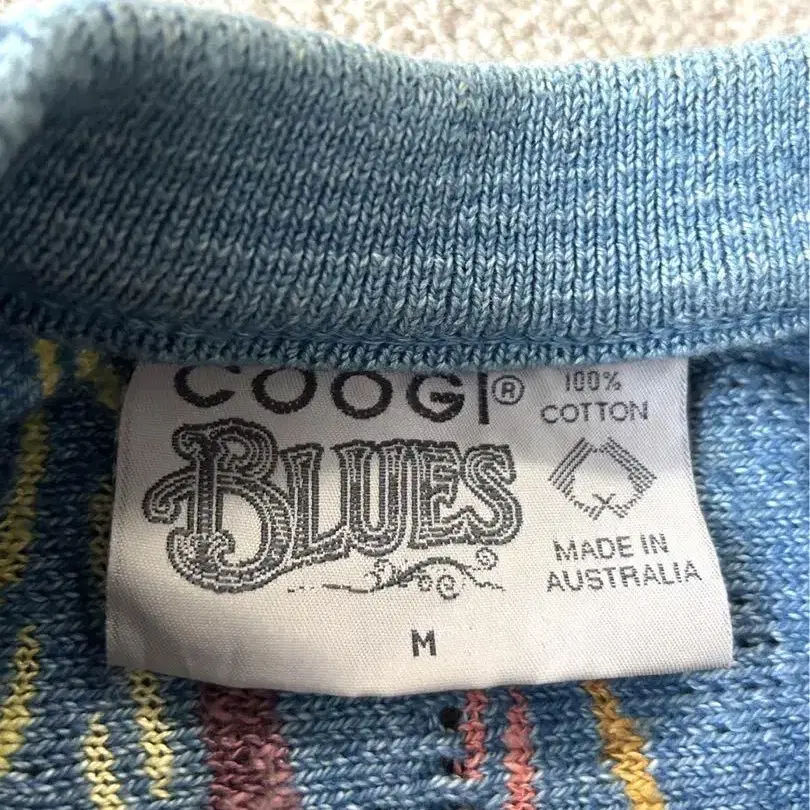 COOGI®
BLUES
M
100%
COTTON
MADE IN
AUSTRALIA